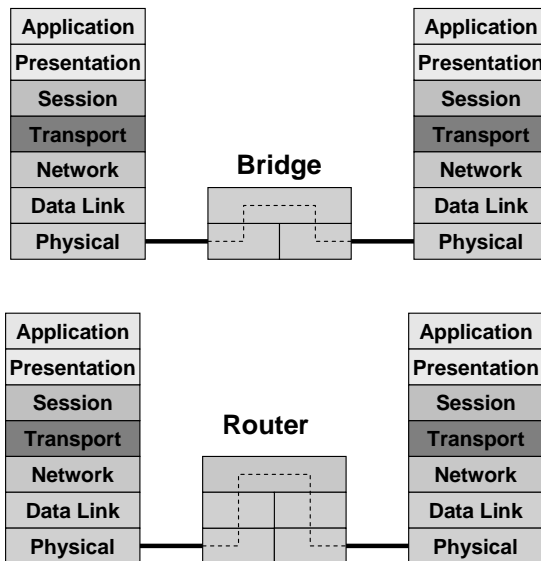 Application
Presentation
Session
Transport
Network
Data Link
Physical
Bridge
Application
Presentation
Session
Transport
Network
Data Link
Physical
Application
Presentation
Session
Transport
Network
Data Link
Physical
Router
Application
Presentation
Session
Transport
Network
Data Link
Physical